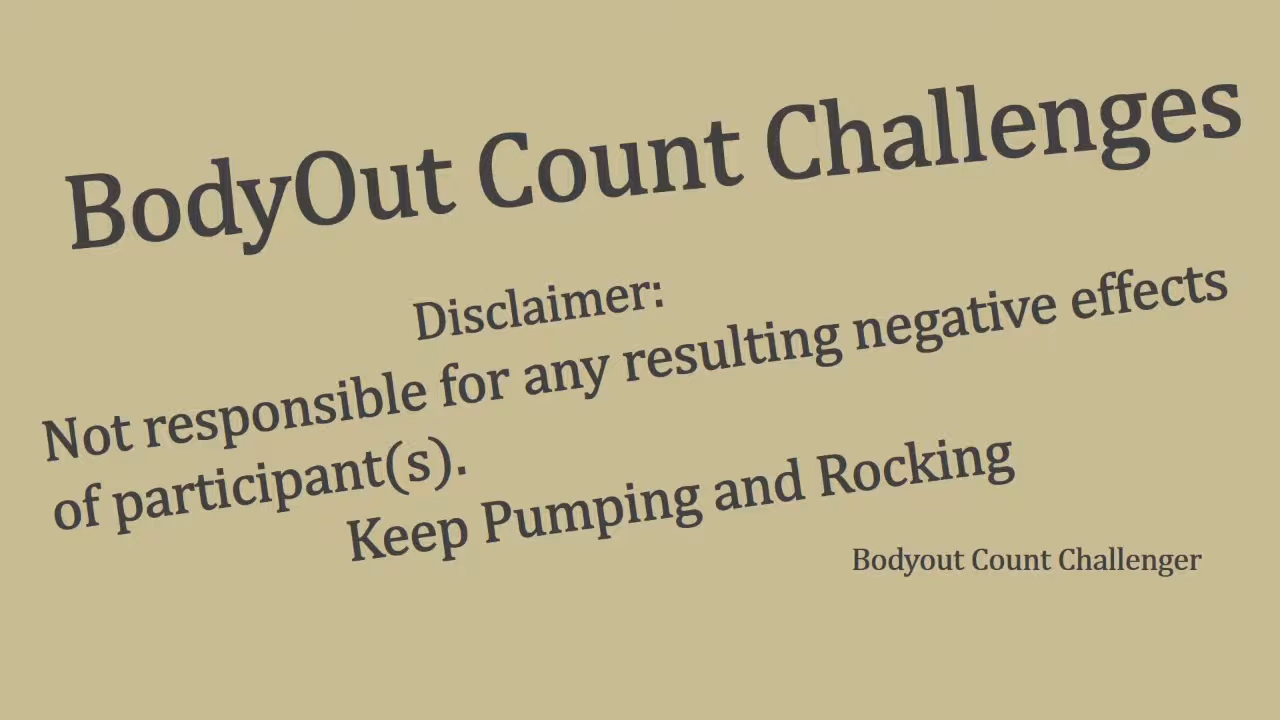 BodyOut Count Challenges
Disclaimer:
Not responsible for any resulting negative effects
of participant(s).
Keep Pumping and Rocking
Bodyout Count Challenger